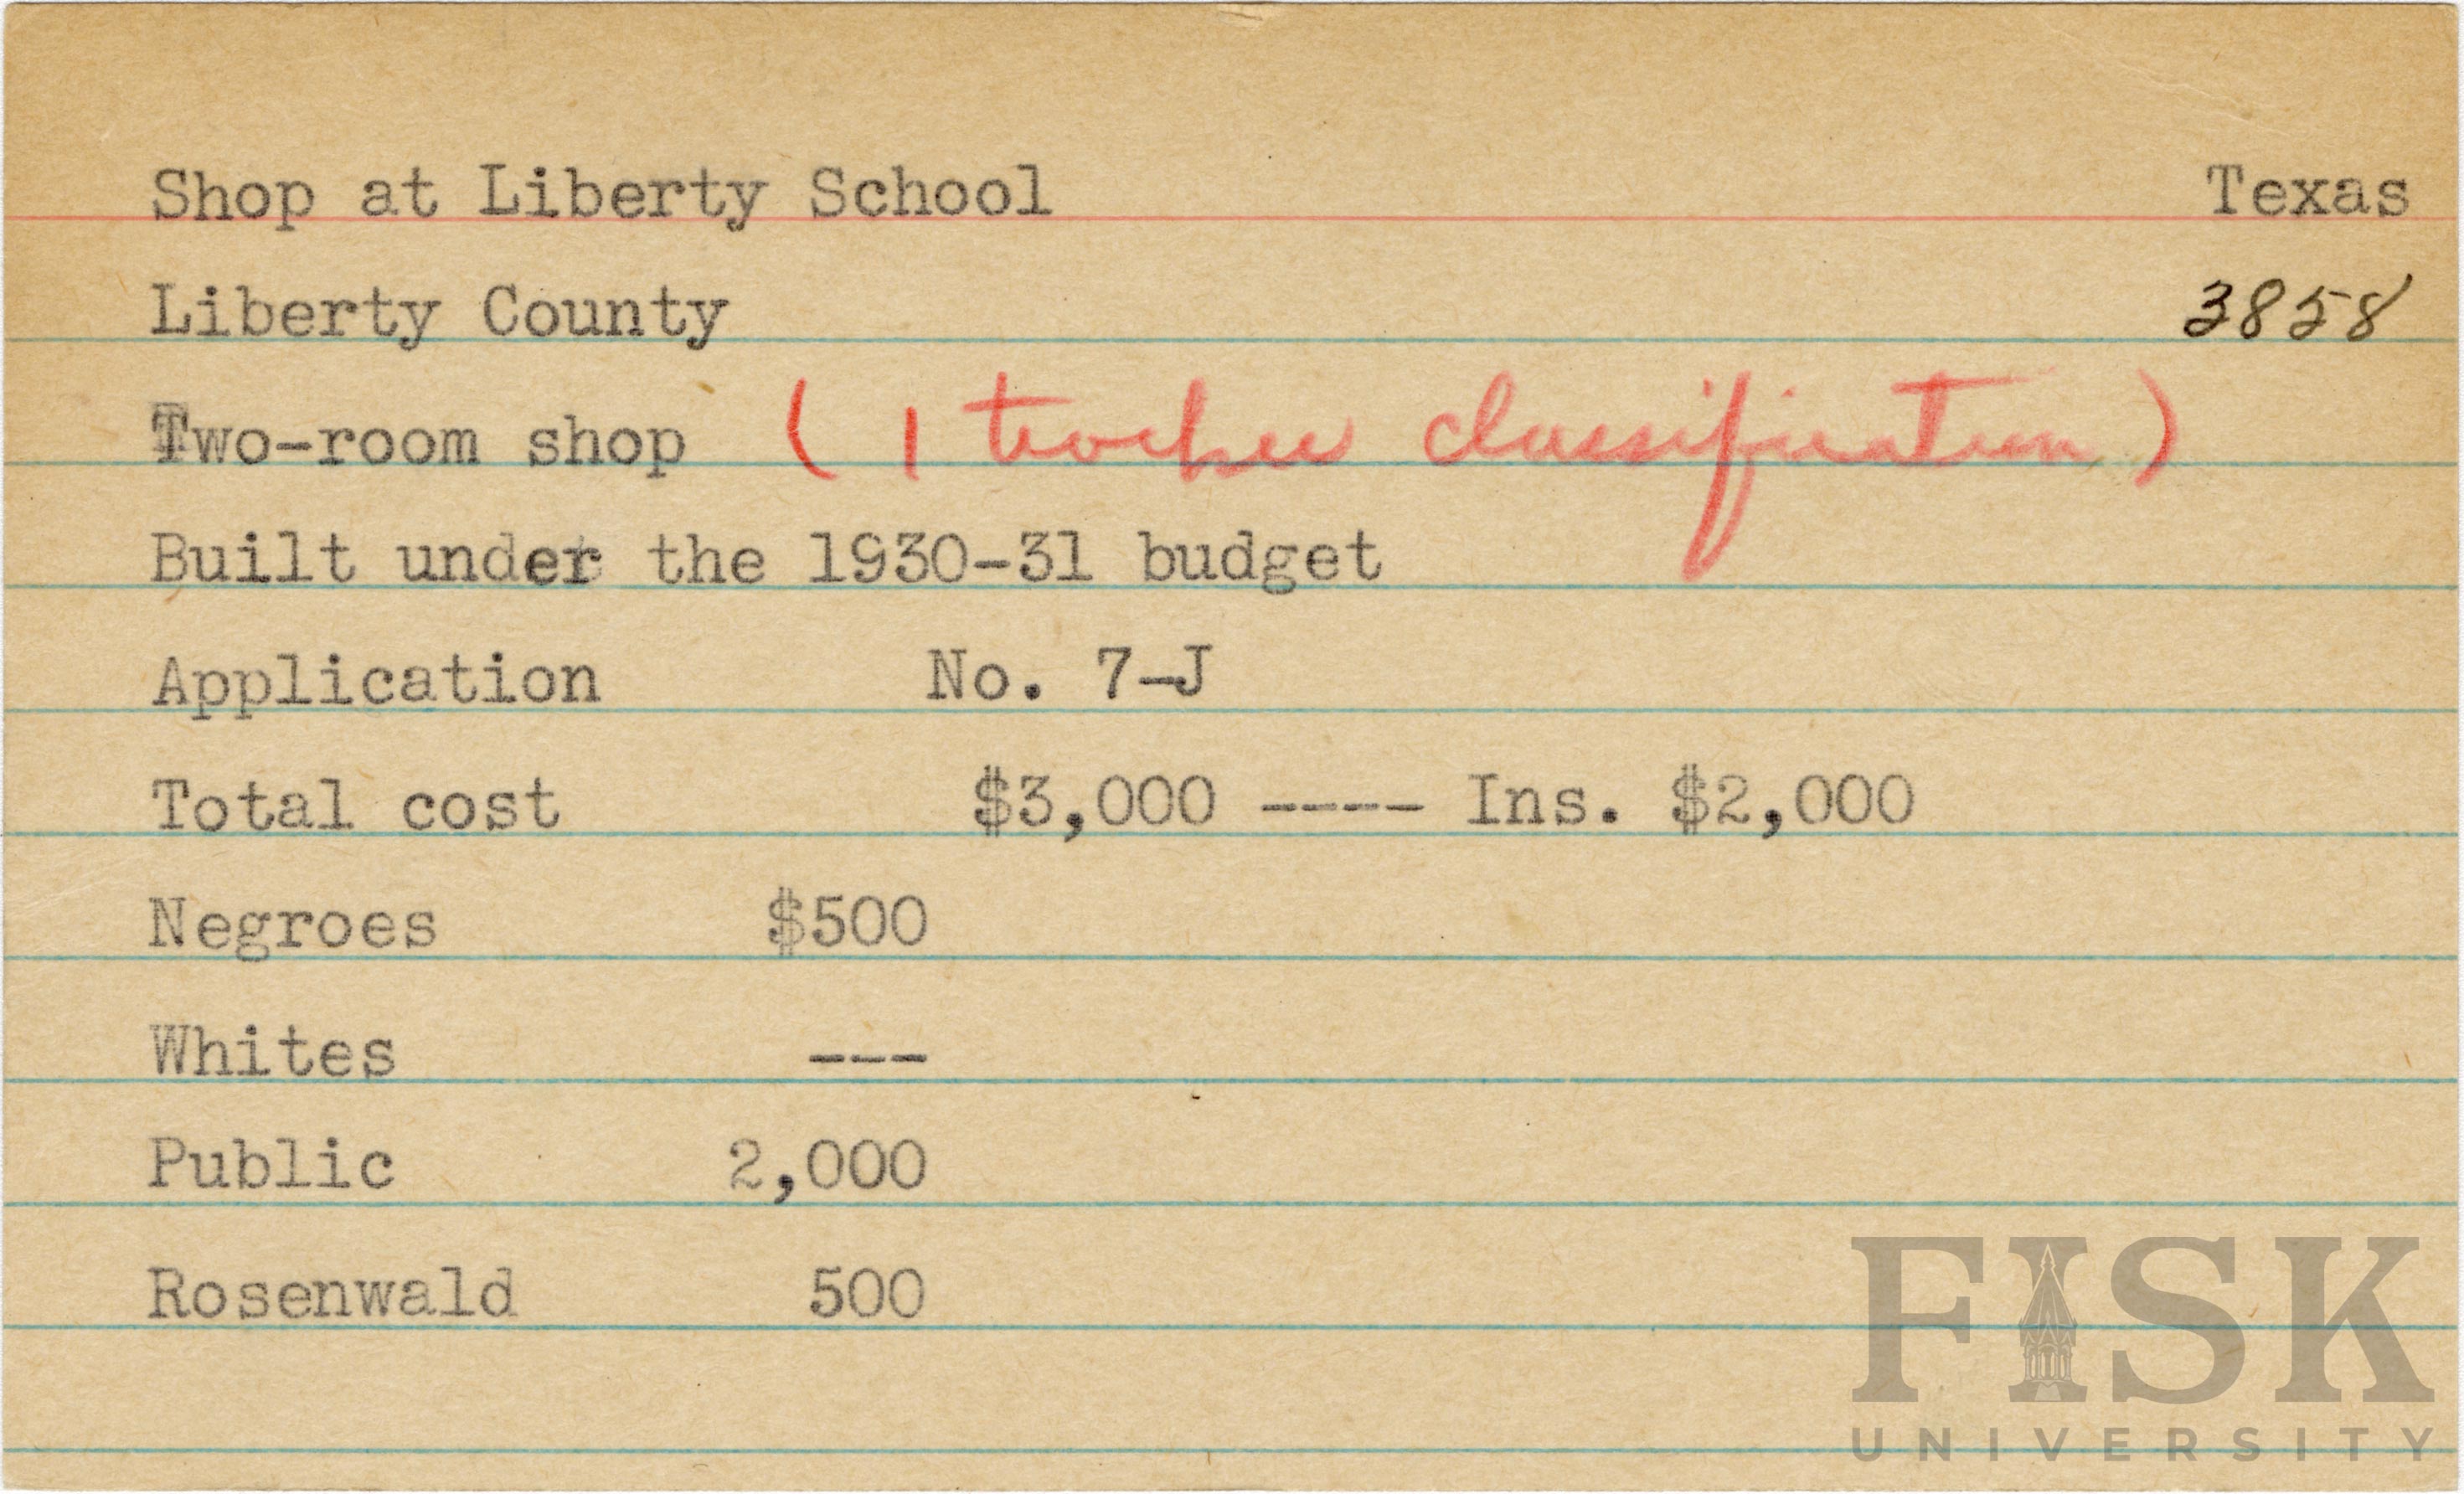 Shop at Liberty School Texas
Liberty County 3858
Two-room shop (1 teacher classification)
Built under the 1930-31 budget
Application No. 7-J
Total cost $3,000 ---- Ins. $2,000
Negroes $500
Whites ---
Public 2,000
Rosenwald 500
FISK
UNIVERSITY